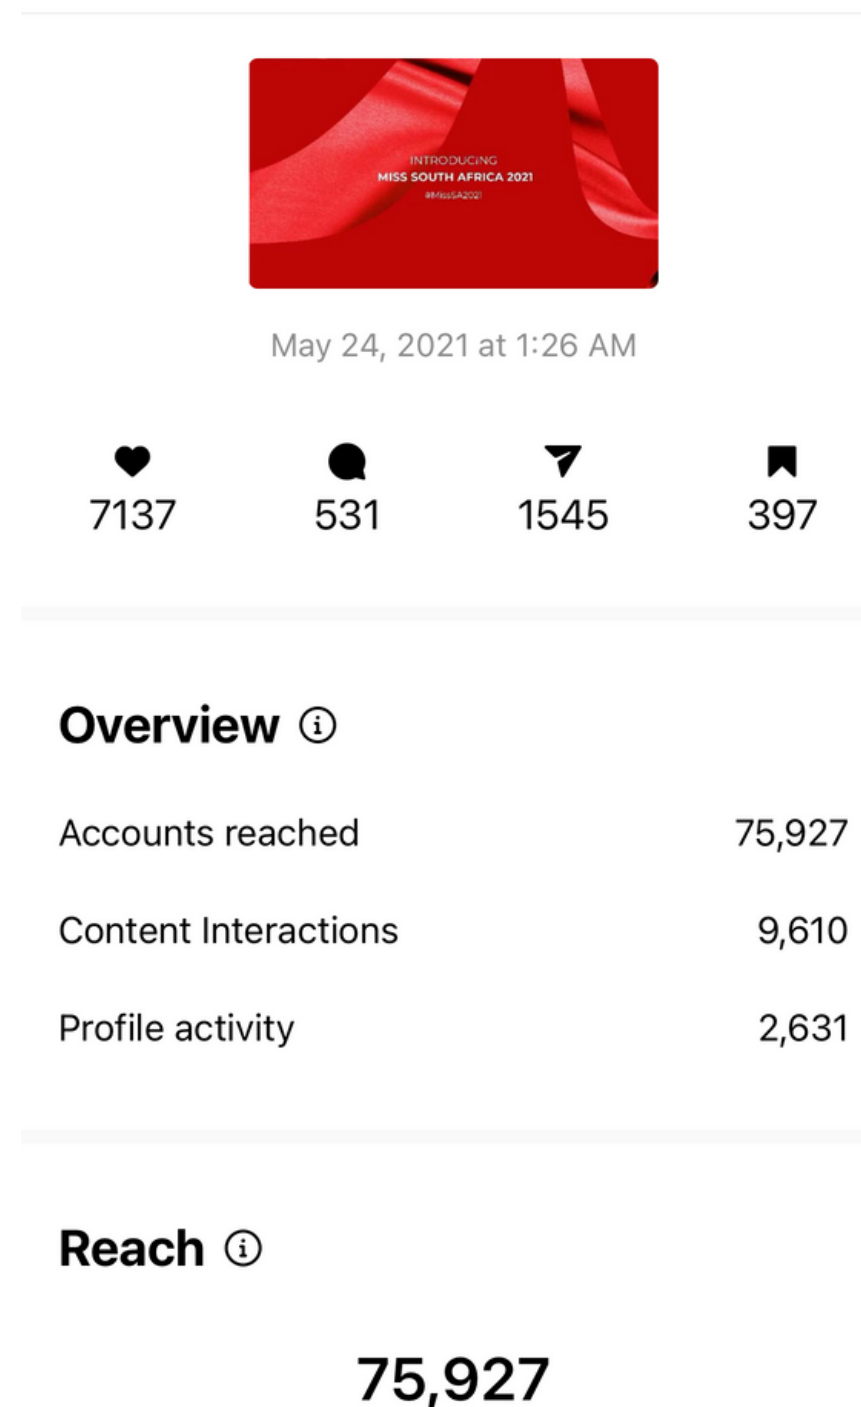 INTRODUCING
MISS SOUTH AFRICA 2021
#MissSA2021
May 24, 2021 at 1:26 AM
7137 531 1545 397
Overview
Accounts reached 75,927
Content Interactions 9,610
Profile activity 2,631
Reach
75,927